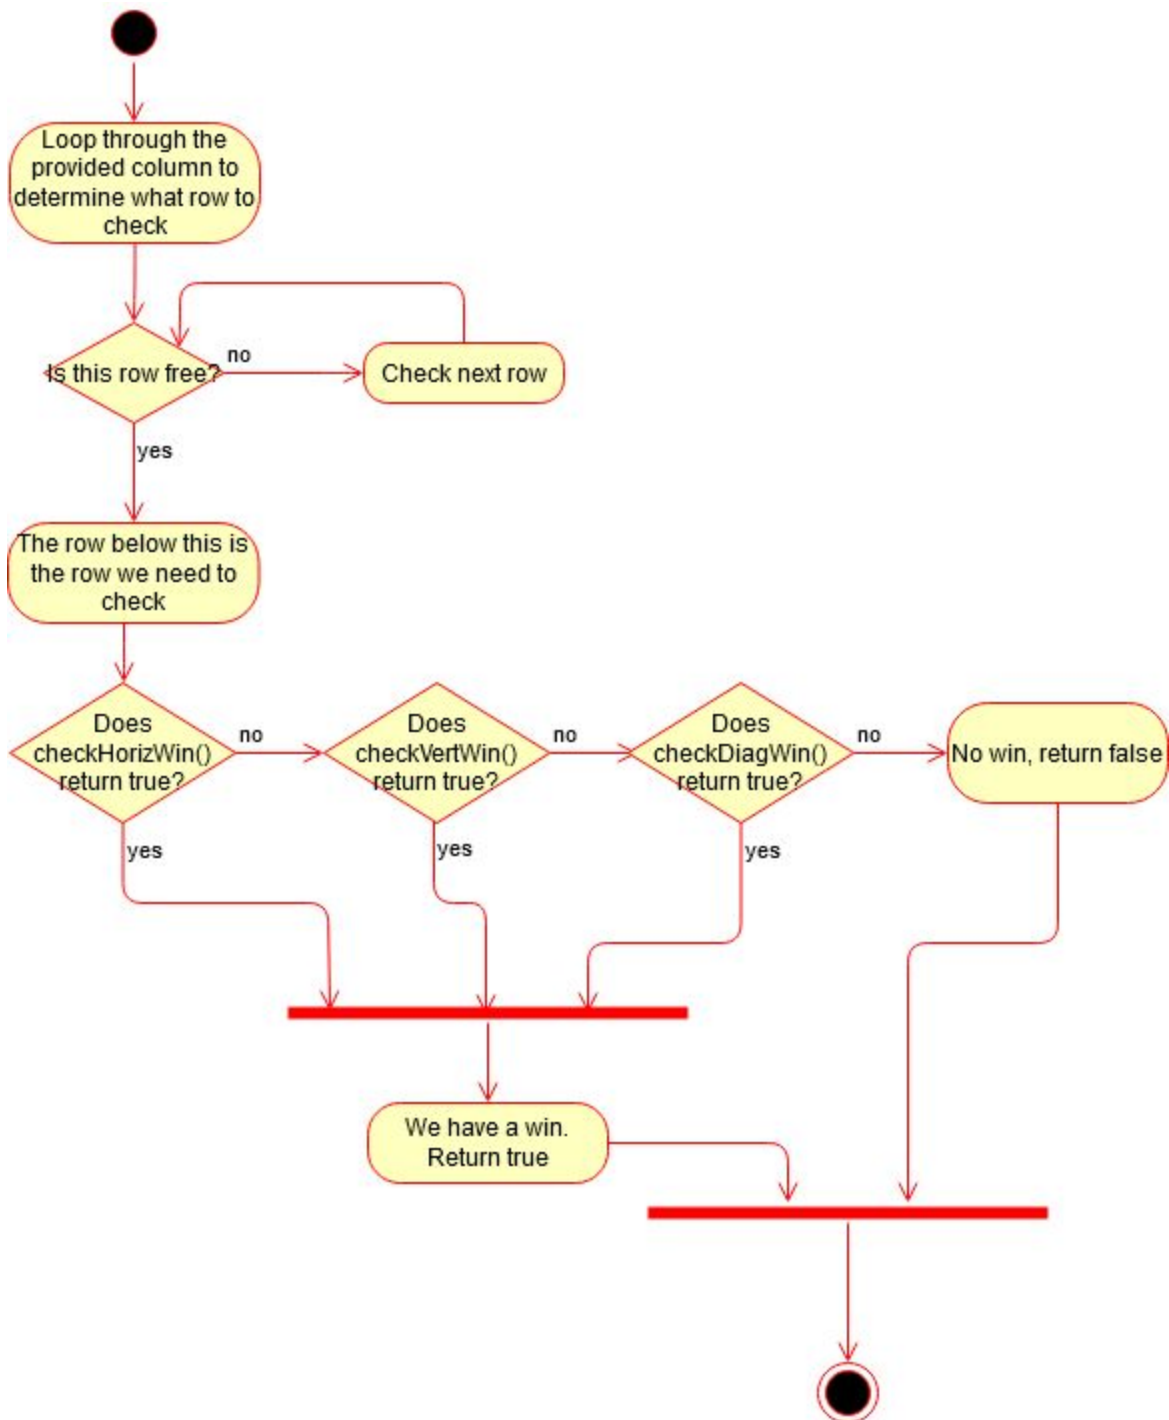 Loop through the
provided column to
determine what row to
check
Is this row free?
no
Check next row
yes
The row below this is
the row we need to
check
Does
checkHorizWin()
return true?
no
Does
checkVertWin()
return true?
no
Does
checkDiagWin()
return true?
no
No win, return false
yes
yes
yes
We have a win.
Return true